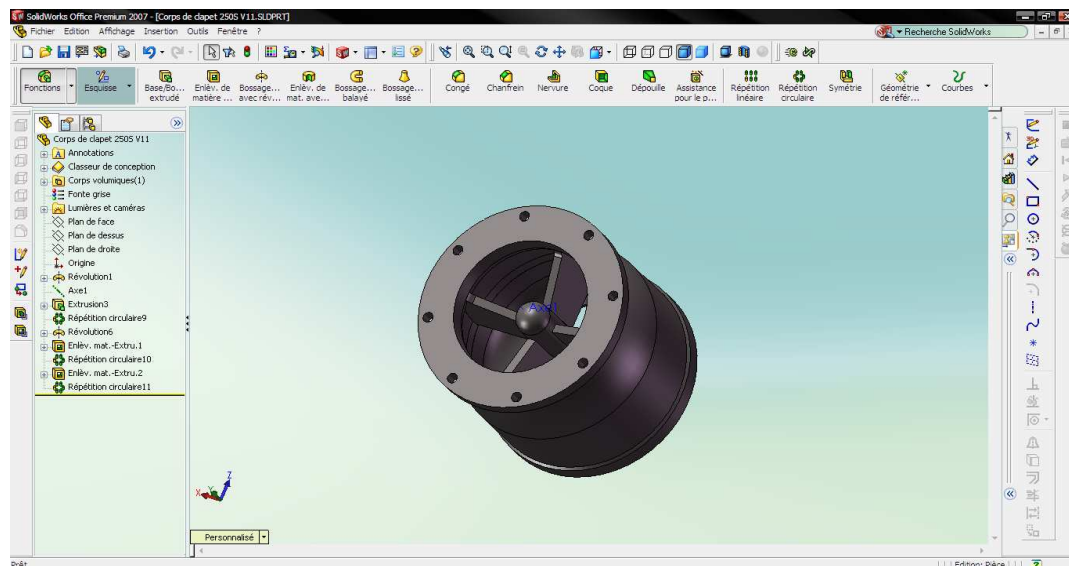 SolidWorks Office Premium 2007 - [Corps de clapet 250S V11.SLDPRT]
Fichier Edition Affichage Insertion Outils Fenêtre ?
Recherche SolidWorks
Fonctions
Esquisse
Base/Bo... extrudé
Enlèv. de matière ...
Bossage... avec rév...
Enlèv. de mat. ave...
Bossage... balayé
Bossage... lissé
Congé
Chanfrein
Nervure
Coque
Dépouille
Assistance pour le p...
Répétition linéaire
Répétition circulaire
Symétrie
Géométrie de référ...
Courbes
Corps de clapet 250S V11
Annotations
Classeur de conception
Corps volumiques(1)
Fonte grise
Lumières et caméras
Plan de face
Plan de dessus
Plan de droite
Origine
Révolution1
Axe1
Extrusion3
Répétition circulaire9
Révolution6
Enlèv. mat.-Extru.1
Répétition circulaire10
Enlèv. mat.-Extru.2
Répétition circulaire11
Axe1
Z
X
Y
Personnalisé
Prêt
Edition: Pièce